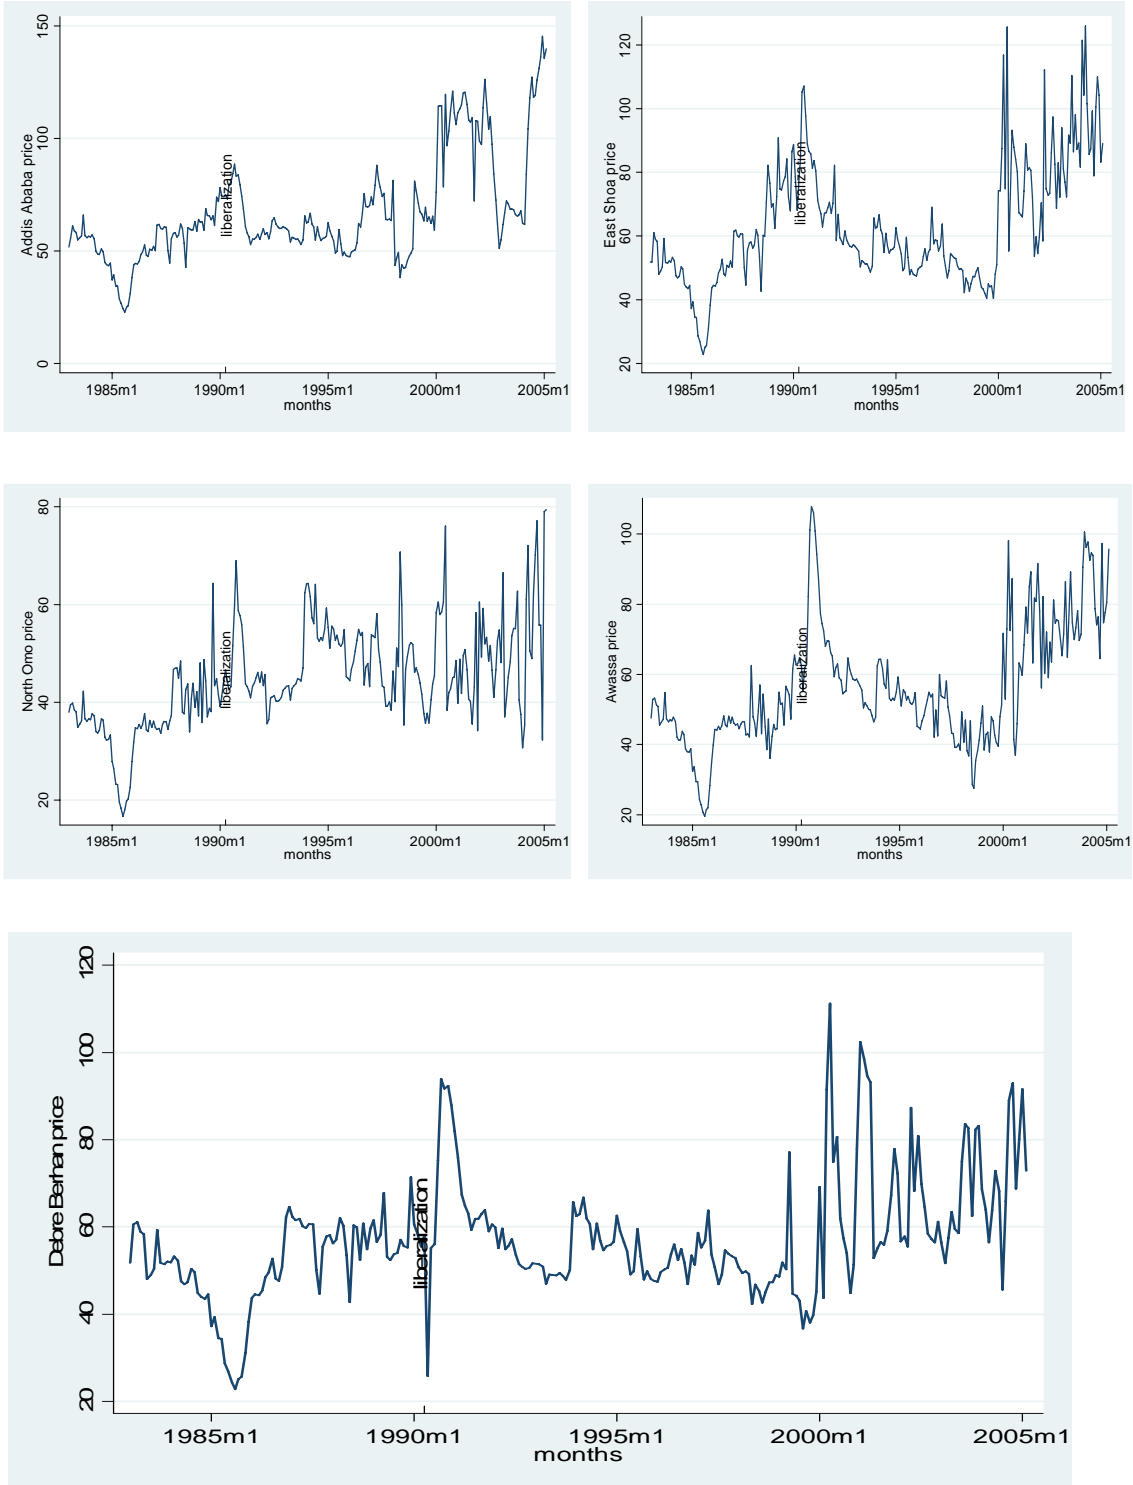 Addis Ababa price
150
100
50
0
liberalization
1985m1 1990m1 1995m1 2000m1 2005m1
months
East Shoa price
120
100
80
60
40
20
liberalization
1985m1 1990m1 1995m1 2000m1 2005m1
months
North Omo price
80
60
40
20
liberalization
1985m1 1990m1 1995m1 2000m1 2005m1
months
Awassa price
100
80
60
40
20
liberalization
1985m1 1990m1 1995m1 2000m1 2005m1
months
Debre Berhan price
120
100
80
60
40
20
liberalization
1985m1 1990m1 1995m1 2000m1 2005m1
months